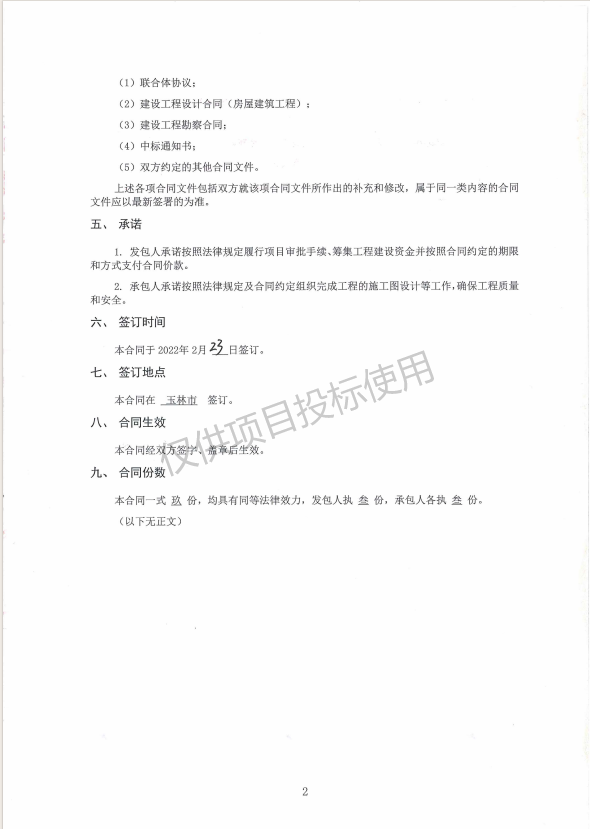 (1) 联合体协议;
(2) 建设工程设计合同（房屋建筑工程）;
(3) 建设工程勘察合同;
(4) 中标通知书;
(5) 双方约定的其他合同文件。
上述各项合同文件包括双方就该项合同文件所作出的补充和修改，属于同一类内容的合同
文件应以最新签署的为准。
五、 承诺
1. 发包人承诺按照法律规定履行项目审批手续、筹集工程建设资金并按照合同约定的期限
和方式支付合同价款。
2. 承包人承诺按照法律规定及合同约定组织完成工程的施工图设计等工作,确保工程质量
和安全。
六、 签订时间
本合同于 2022年 2月 23 日签订。
七、 签订地点
本合同在 玉林市 签订。
八、 合同生效
本合同经双方签字、盖章后生效。
九、 合同份数
本合同一式 玖 份，均具有同等法律效力，发包人执 叁 份，承包人各执 叁 份。
（以下无正文）
仅供项目投标使用
2